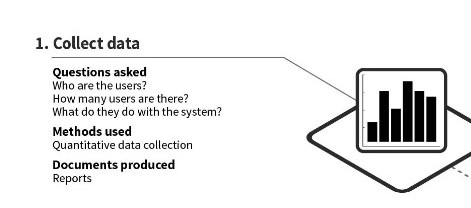 1. Collect data
Questions asked
Who are the users?
How many users are there?
What do they do with the system?
Methods used
Quantitative data collection
Documents produced
Reports